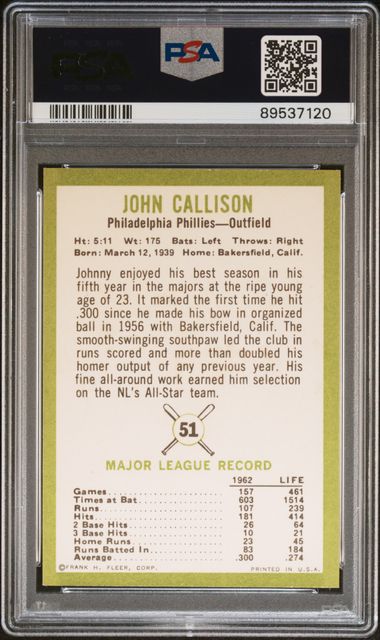 PSA
PSA
89537120
JOHN CALLISON
Philadelphia Phillies—Outfield
Ht: 5:11 Wt: 175 Bats: Left Throws: Right
Born: March 12, 1939 Home: Bakersfield, Calif.
Johnny enjoyed his best season in his
fifth year in the majors at the ripe young
age of 23. It marked the first time he hit
.300 since he made his bow in organized
ball in 1956 with Bakersfield, Calif. The
smooth-swinging southpaw led the club in
runs scored and more than doubled his
homer output of any previous year. His
fine all-around work earned him selection
on the NL's All-Star team.
51
MAJOR LEAGUE RECORD
1962 LIFE
Games 157 461
Times at Bat 603 1514
Runs 107 239
Hits 181 414
2 Base Hits 26 64
3 Base Hits 10 21
Home Runs 23 45
Runs Batted In 83 184
Average .300 .274
©FRANK H. FLEER, CORP. PRINTED IN U.S.A.